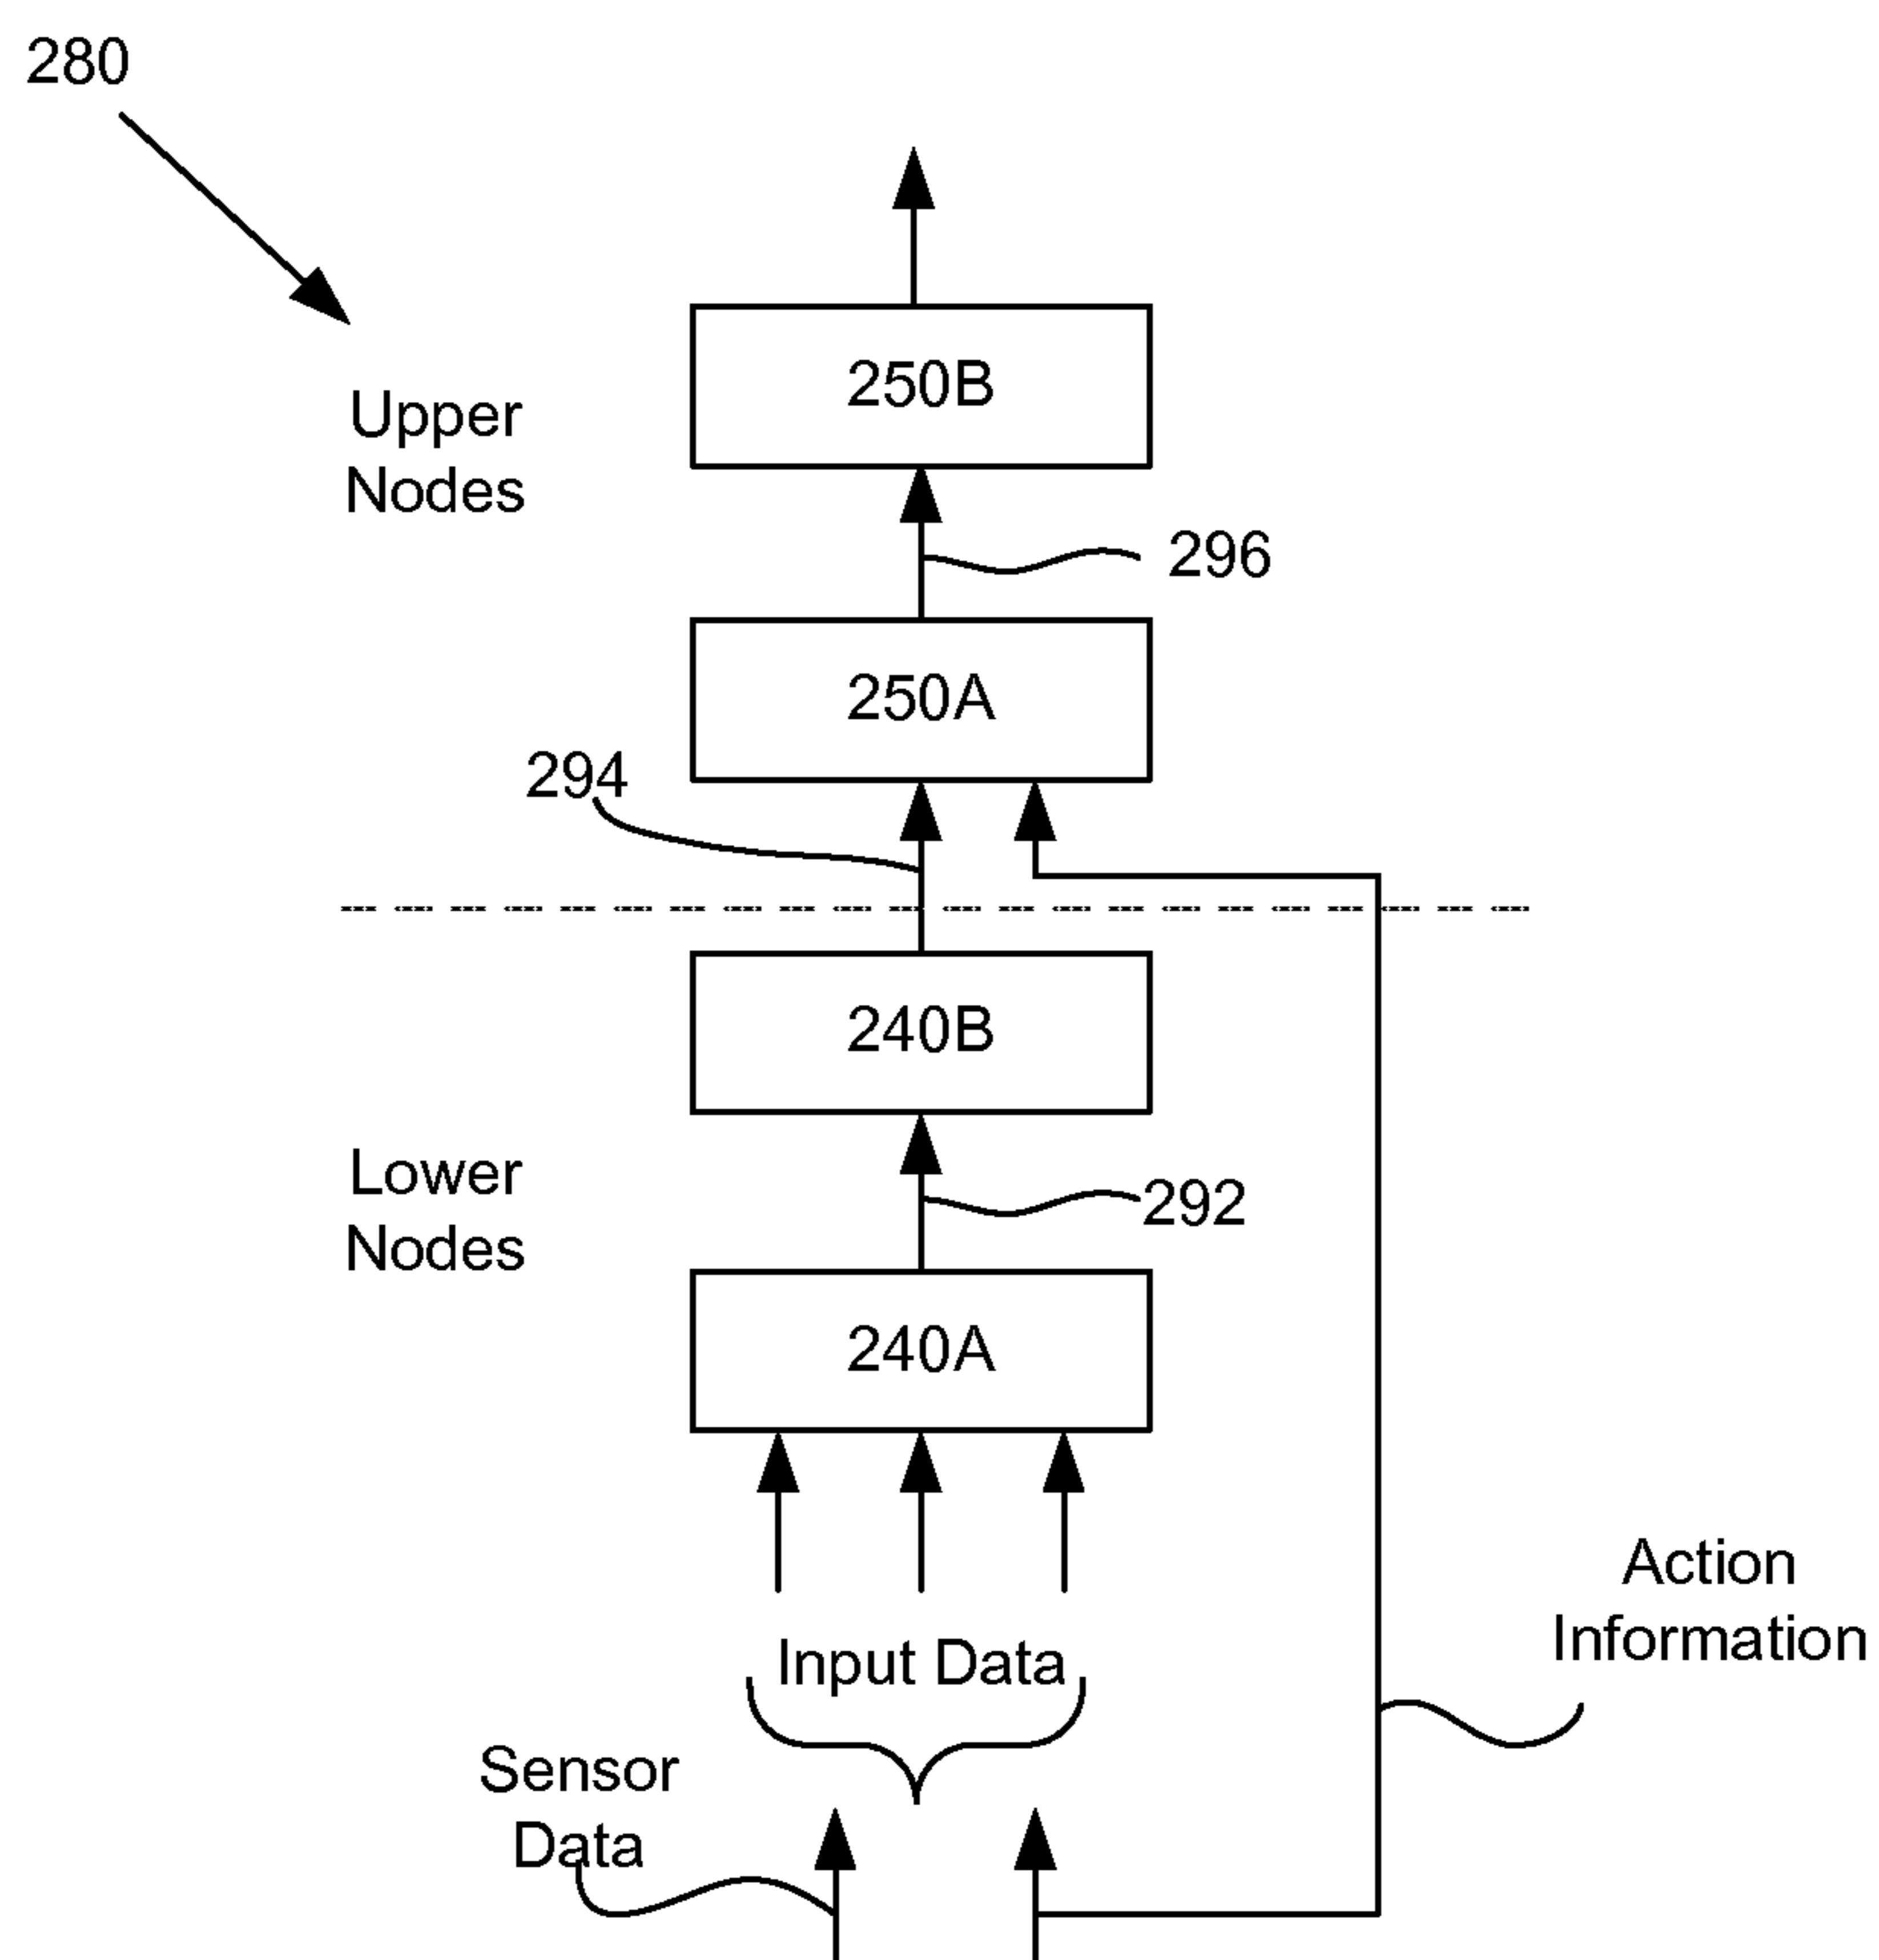 280
250B
Upper
Nodes
296
250A
294
240B
Lower
Nodes
292
240A
Action
Information
Input Data
Sensor
Data